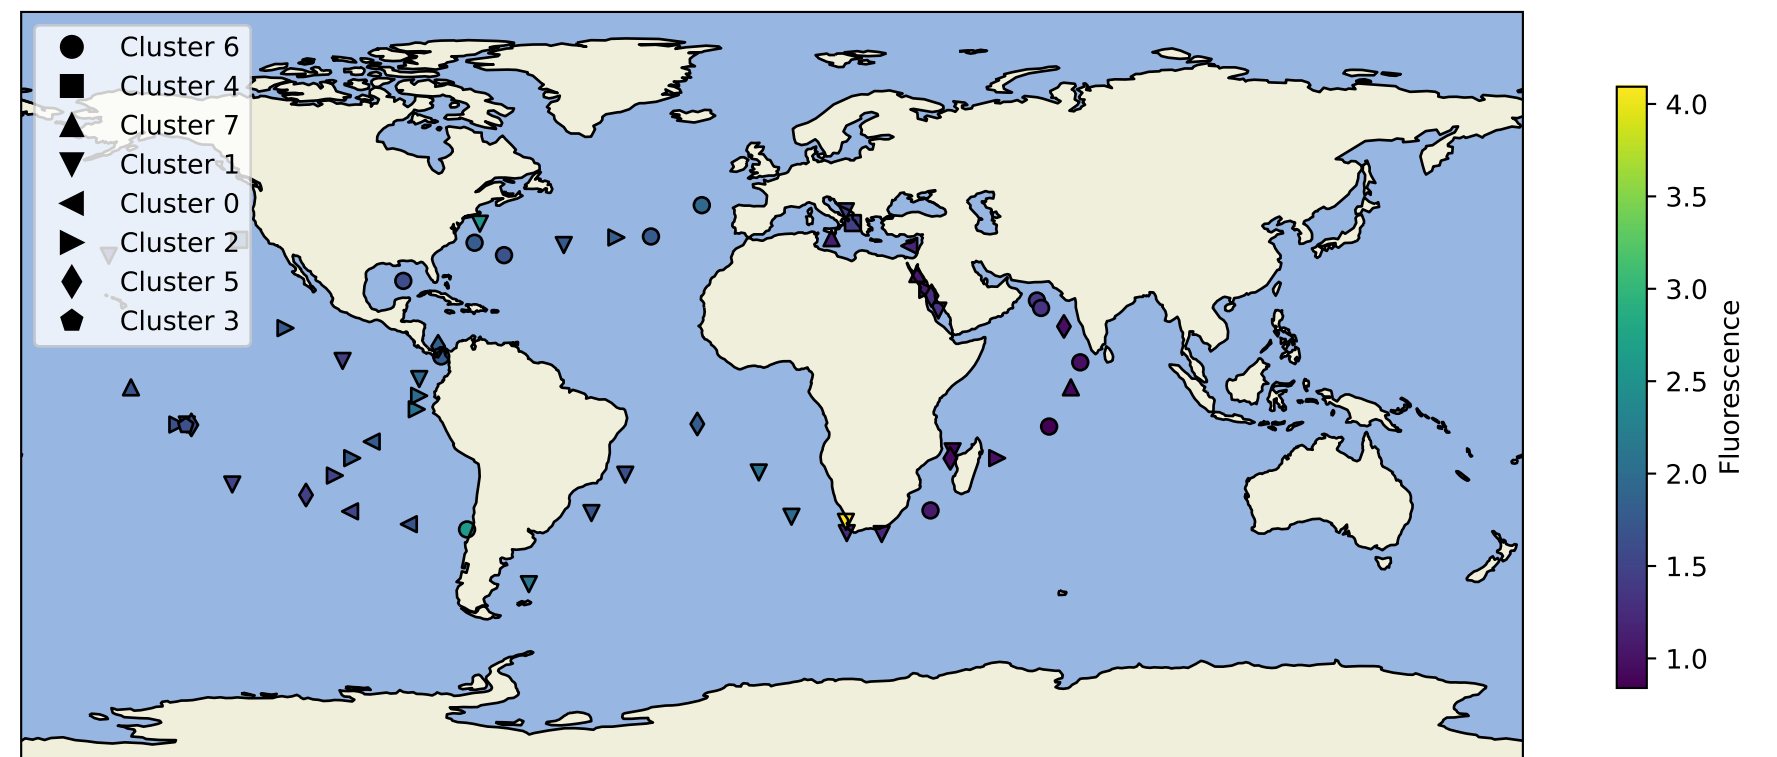 Cluster 6
Cluster 4
Cluster 7
Cluster 1
Cluster 0
Cluster 2
Cluster 5
Cluster 3
4.0
3.5
3.0
2.5
2.0
1.5
1.0
Fluorescence